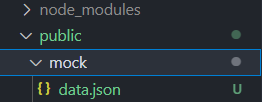 node_modules
public
mock
{} data.json U